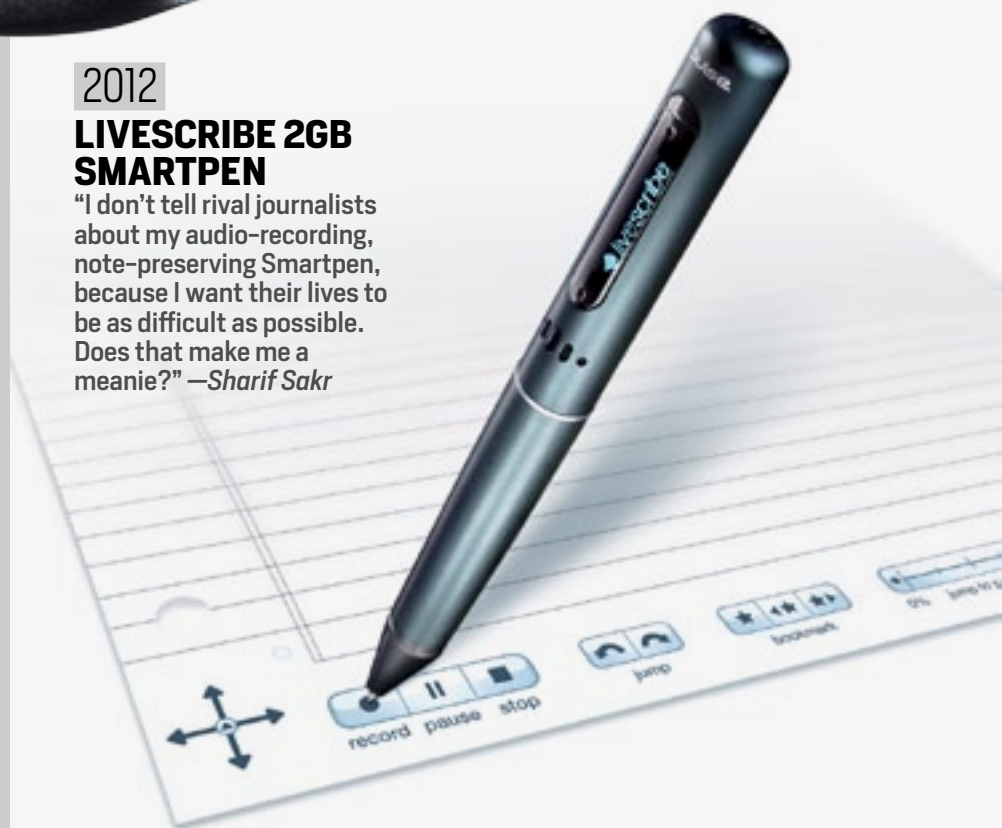 2012
LIVESCRIBE 2GB
SMARTPEN
“I don’t tell rival journalists
about my audio-recording,
note-preserving Smartpen,
because I want their lives to
be as difficult as possible.
Does that make me a
meanie?” —Sharif Sakr
livescribe
record pause stop
jump
bookmark
0% jump to